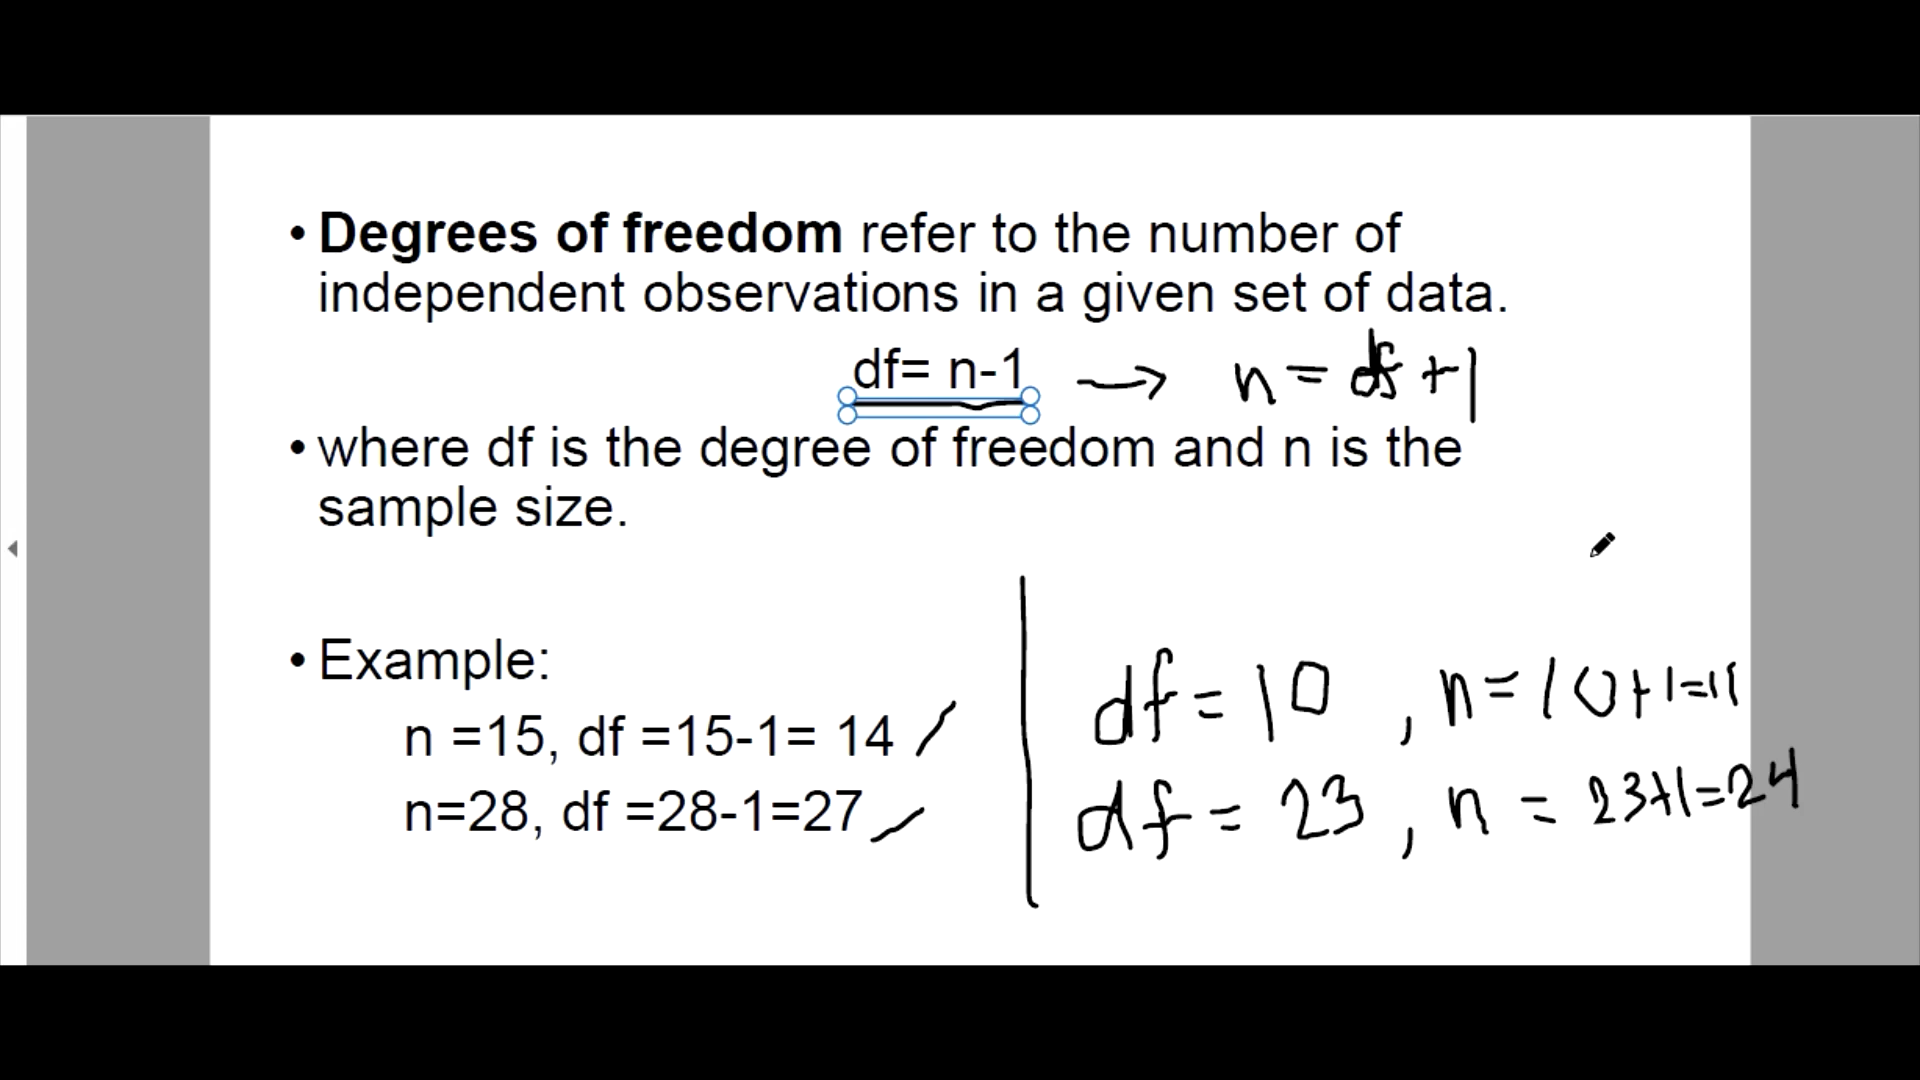 • Degrees of freedom refer to the number of
independent observations in a given set of data.
df= n-1 → n = df +1
• where df is the degree of freedom and n is the
sample size.
• Example:
n =15, df =15-1= 14
n=28, df =28-1=27
df = 10 , n = 10+1=11
df = 23 , n = 23+1=24